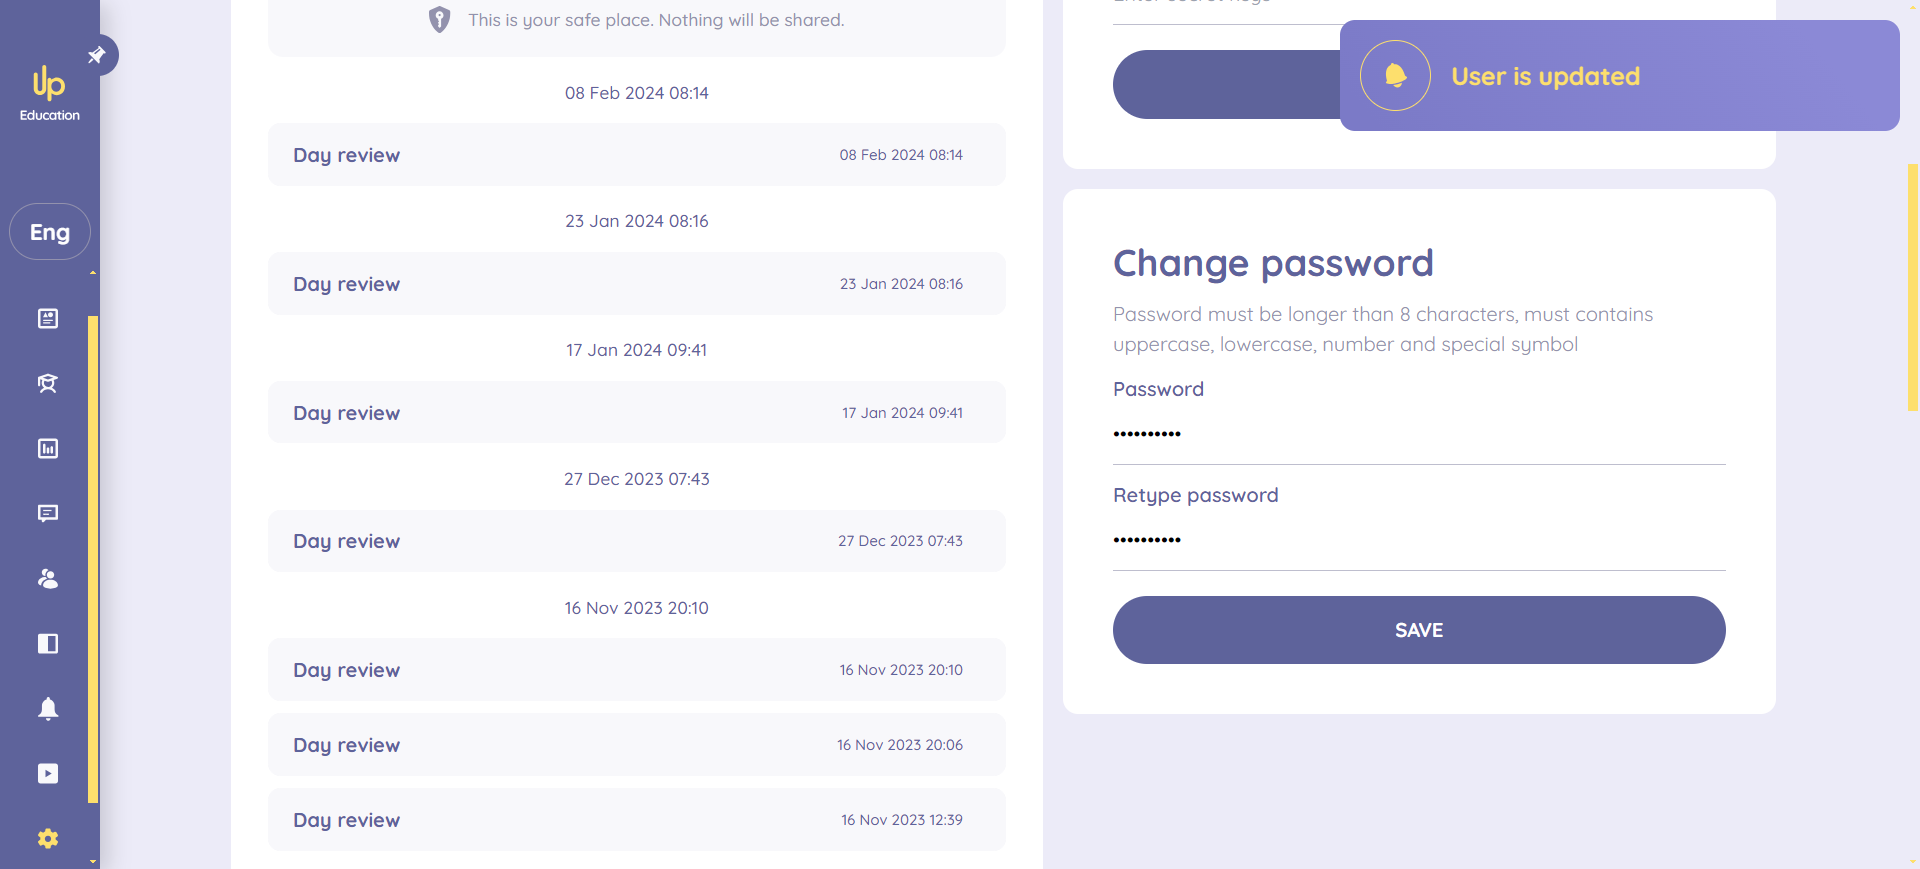 Up
Education
Eng
This is your safe place. Nothing will be shared.
08 Feb 2024 08:14
Day review
08 Feb 2024 08:14
23 Jan 2024 08:16
Day review
23 Jan 2024 08:16
17 Jan 2024 09:41
Day review
17 Jan 2024 09:41
27 Dec 2023 07:43
Day review
27 Dec 2023 07:43
16 Nov 2023 20:10
Day review
16 Nov 2023 20:10
Day review
16 Nov 2023 20:06
Day review
16 Nov 2023 12:39
User is updated
Change password
Password must be longer than 8 characters, must contains
uppercase, lowercase, number and special symbol
Password
••••••••••
Retype password
••••••••••
SAVE